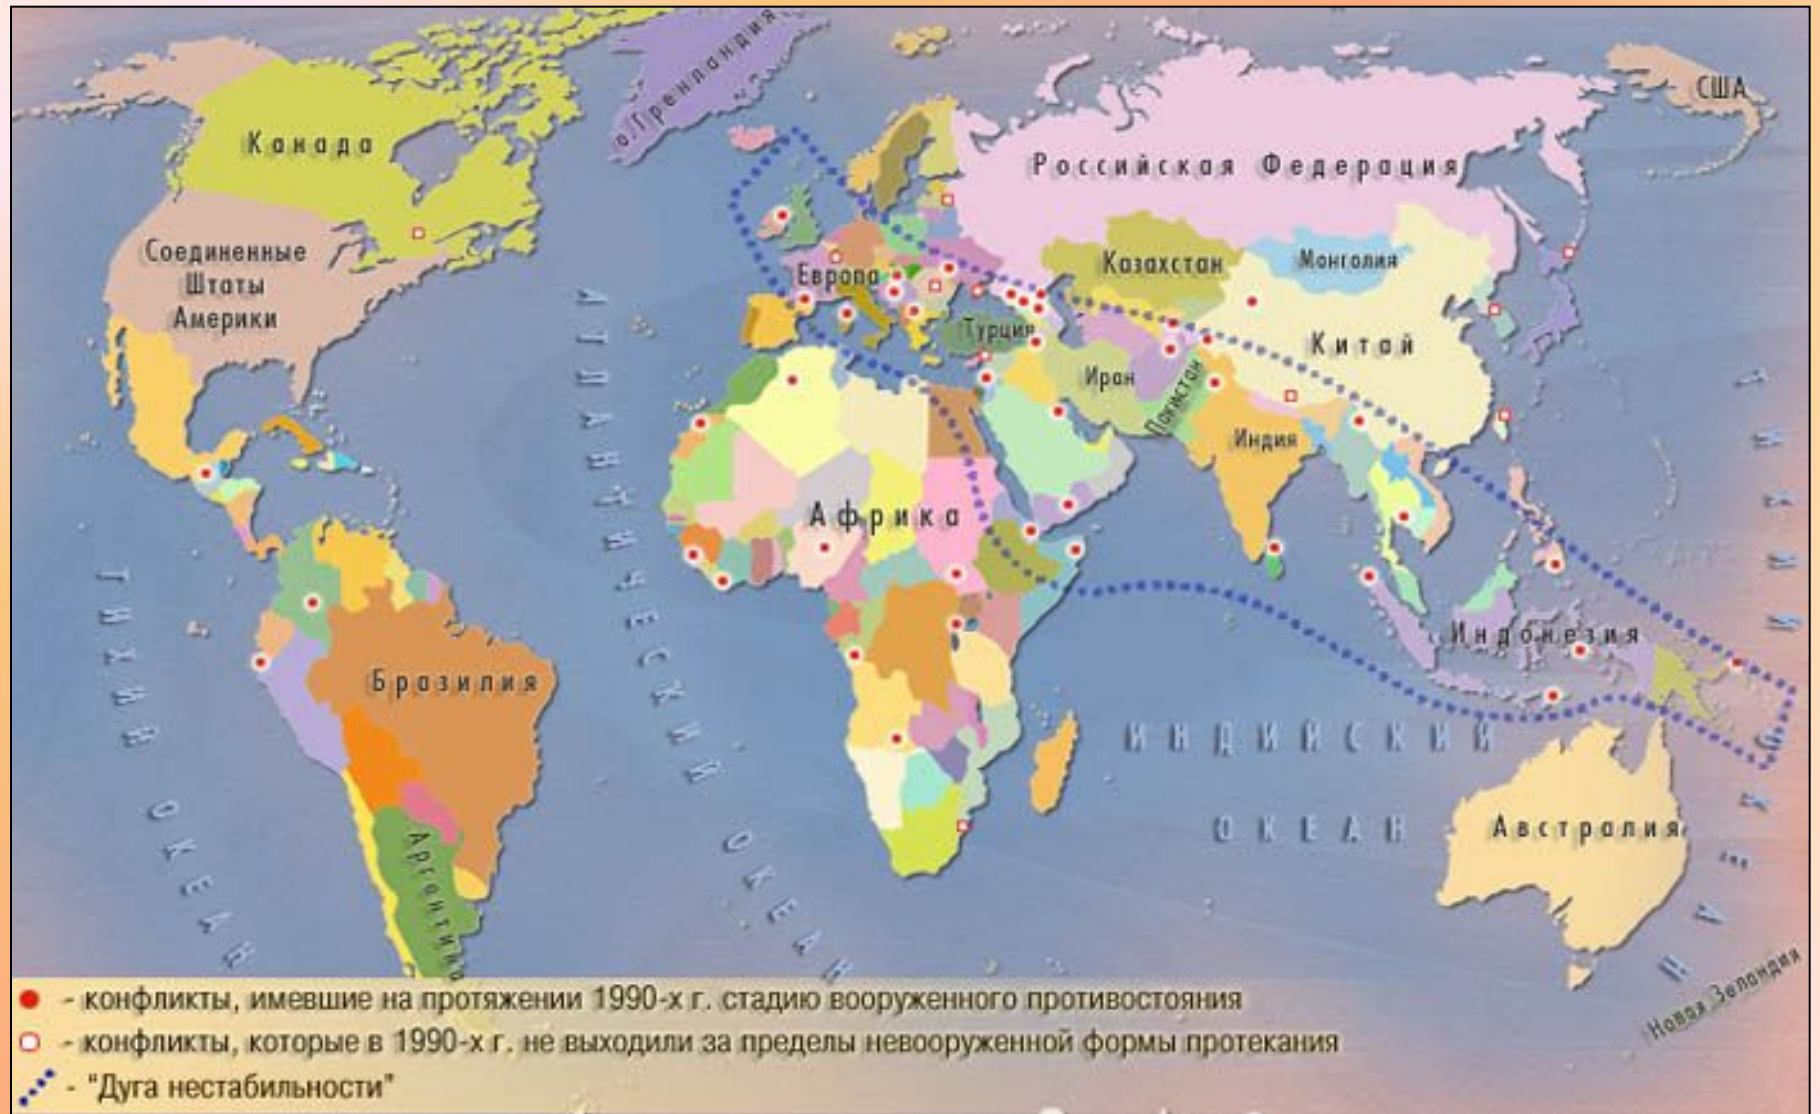 о. Гренландия
США
Канада
Российская Федерация
Соединенные
Штаты
Америки
Европа
Казахстан
Монголия
Турция
Китай
Иран
Пакистан
Индия
Африка
Индонезия
Бразилия
Аргентина
Австралия
Новая Зеландия
ТИХИЙ ОКЕАН
АТЛАНТИЧЕСКИЙ ОКЕАН
ИНДИЙСКИЙ
ОКЕАН
- конфликты, имевшие на протяжении 1990-х г. стадию вооруженного противостояния
- конфликты, которые в 1990-х г. не выходили за пределы невооруженной формы протекания
- "Дуга нестабильности"